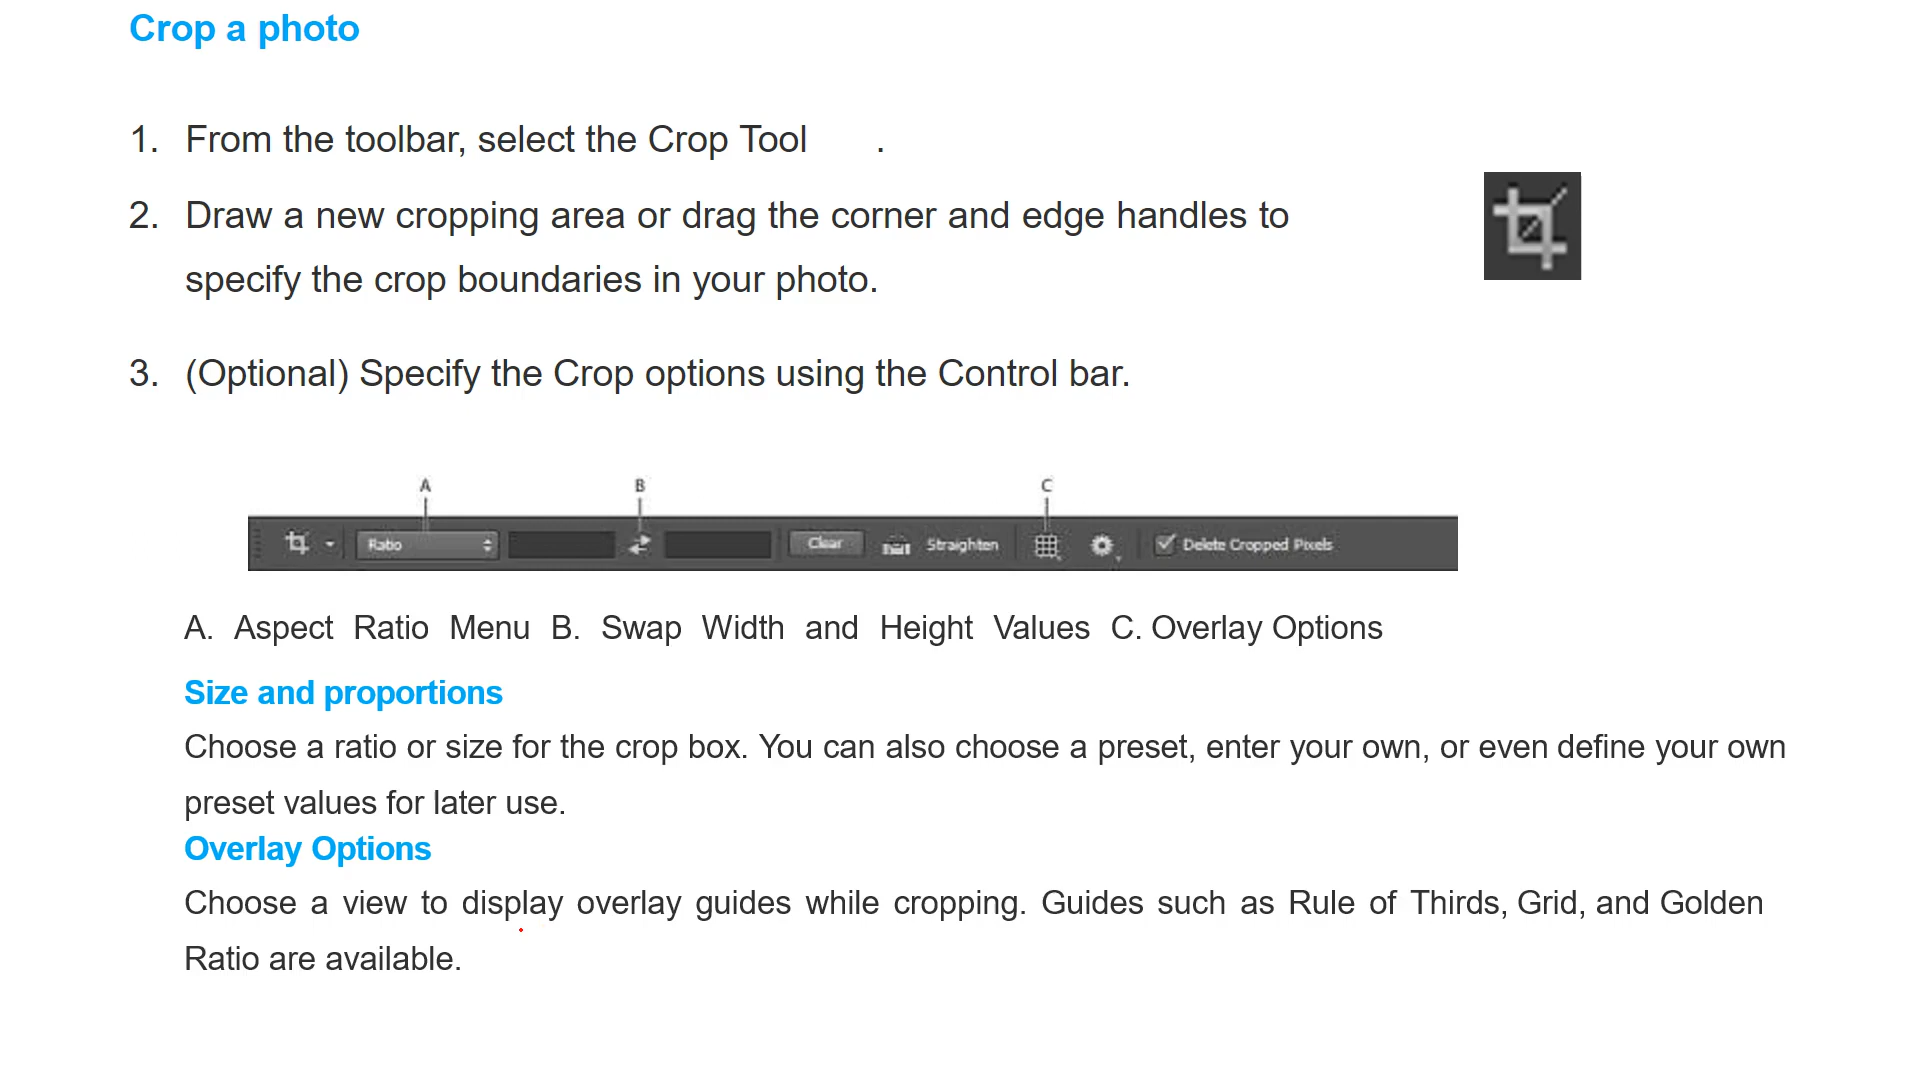 Crop a photo
1. From the toolbar, select the Crop Tool .
2. Draw a new cropping area or drag the corner and edge handles to
specify the crop boundaries in your photo.
3. (Optional) Specify the Crop options using the Control bar.
A B C
Ratio Clear Straighten Delete Cropped Pixels
A. Aspect Ratio Menu B. Swap Width and Height Values C. Overlay Options
Size and proportions
Choose a ratio or size for the crop box. You can also choose a preset, enter your own, or even define your own
preset values for later use.
Overlay Options
Choose a view to display overlay guides while cropping. Guides such as Rule of Thirds, Grid, and Golden
Ratio are available.